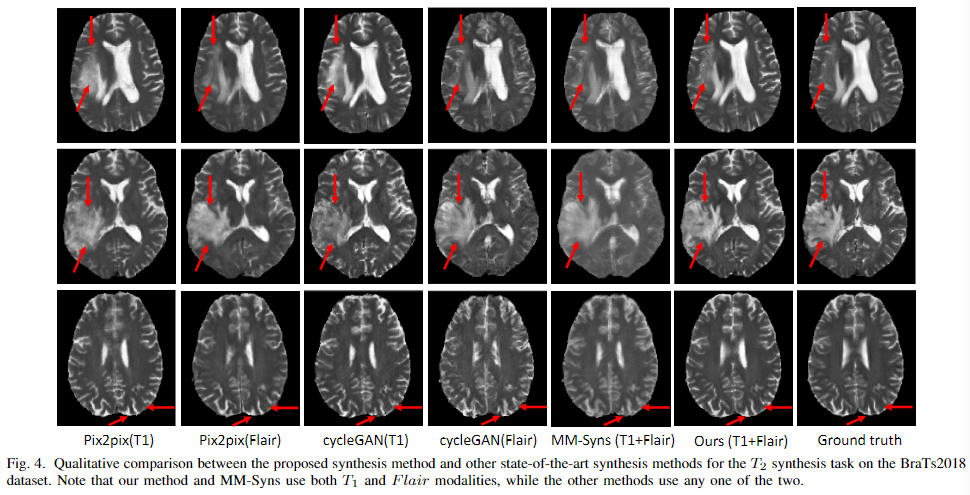 Pix2pix(T1) Pix2pix(Flair) cycleGAN(T1) cycleGAN(Flair) MM-Syns (T1+Flair) Ours (T1+Flair) Ground truth
Fig. 4. Qualitative comparison between the proposed synthesis method and other state-of-the-art synthesis methods for the T2 synthesis task on the BraTs2018
dataset. Note that our method and MM-Syns use both T1 and Flair modalities, while the other methods use any one of the two.